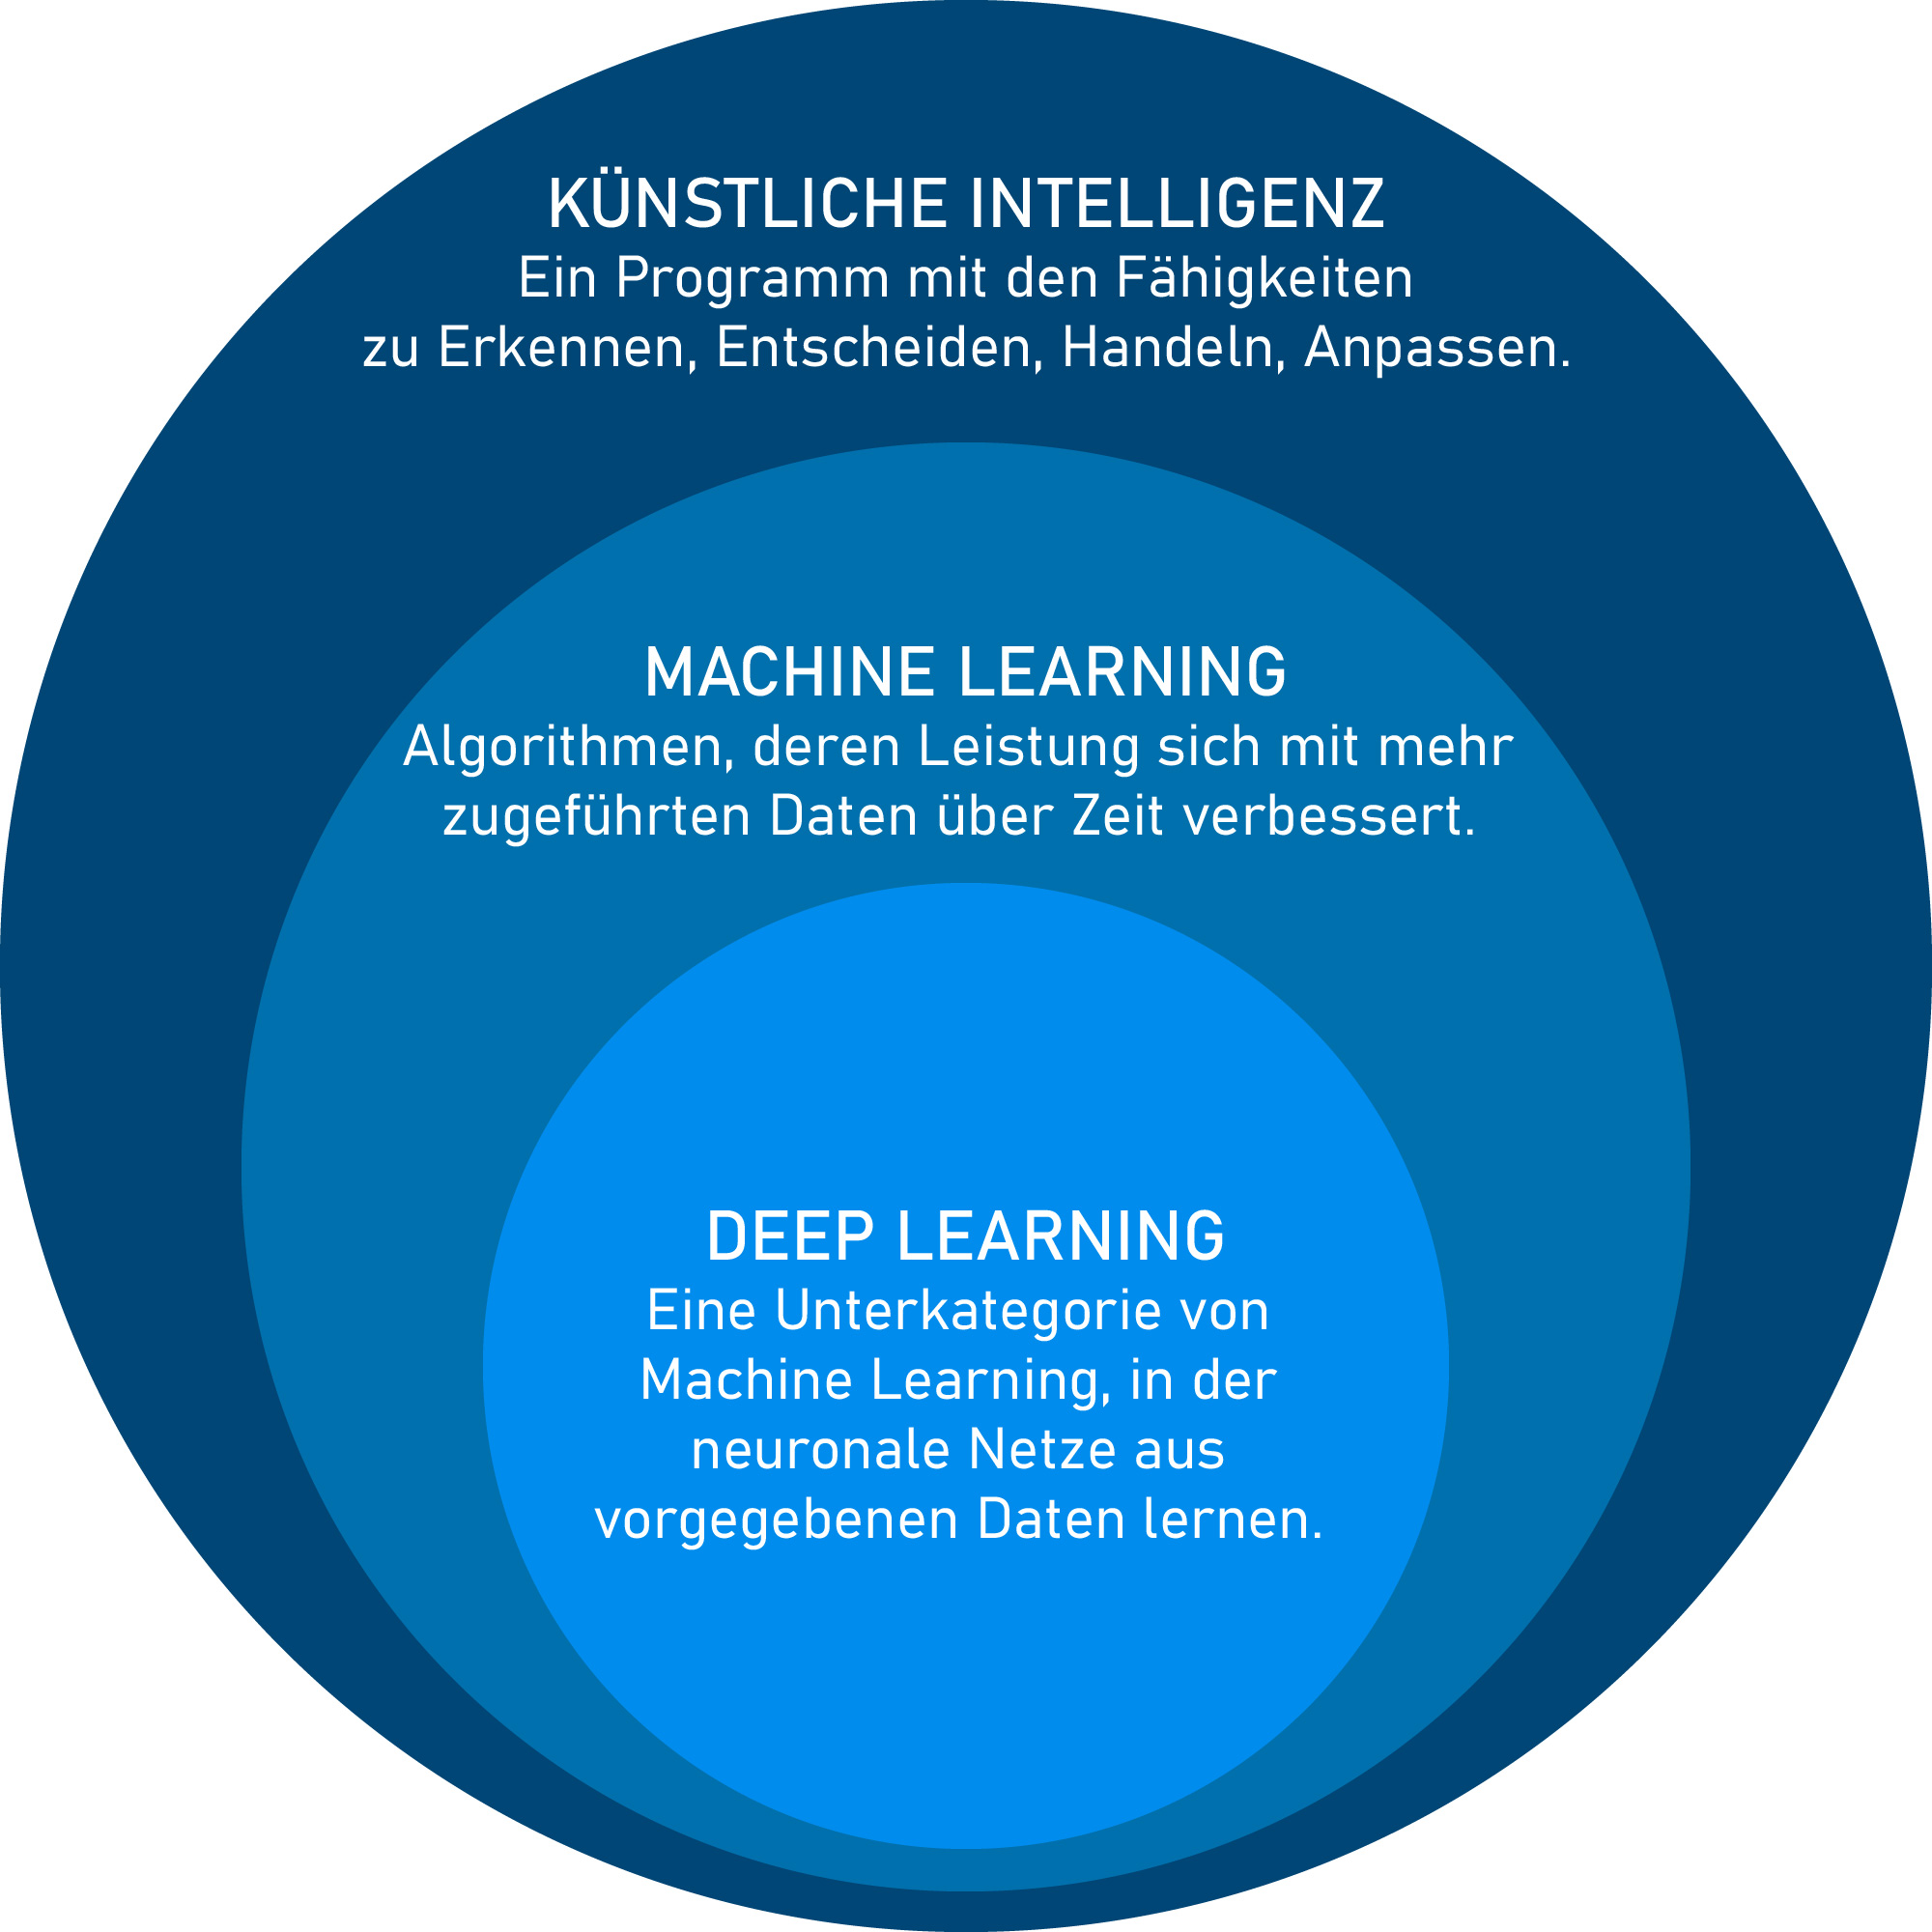 KÜNSTLICHE INTELLIGENZ
Ein Programm mit den Fähigkeiten
zu Erkennen, Entscheiden, Handeln, Anpassen.
MACHINE LEARNING
Algorithmen, deren Leistung sich mit mehr
zugeführten Daten über Zeit verbessert.
DEEP LEARNING
Eine Unterkategorie von
Machine Learning, in der
neuronale Netze aus
vorgegebenen Daten lernen.